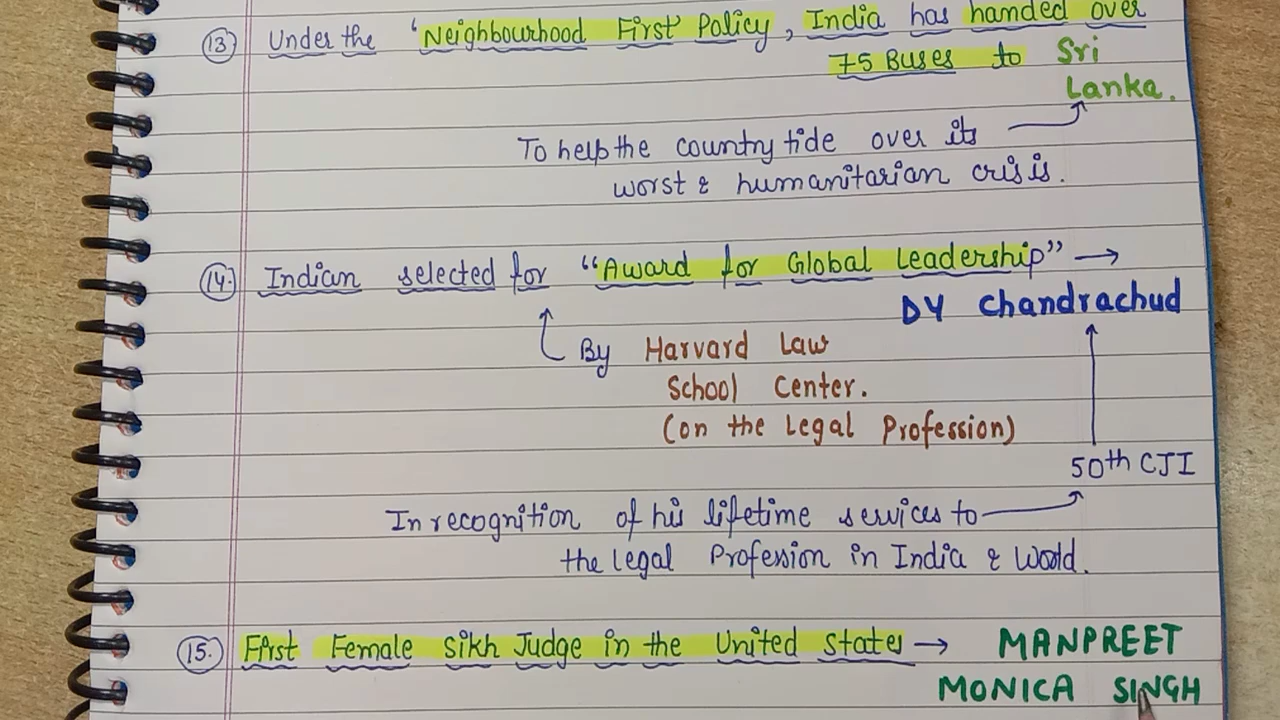 13 Under the 'Neighbourhood First Policy, India has handed over
75 Buses to Sri
Lanka.
To help the country tide over its
worst & humanitarian crisis.
14. Indian selected for "Award for Global Leadership" →
DY Chandrachud
By Harvard Law
School Center.
(on the Legal Profession)
50th CJI
In recognition of his lifetime services to
the Legal Profession in India & World.
15. First Female Sikh Judge in the United States →
MANPREET
MONICA SINGH